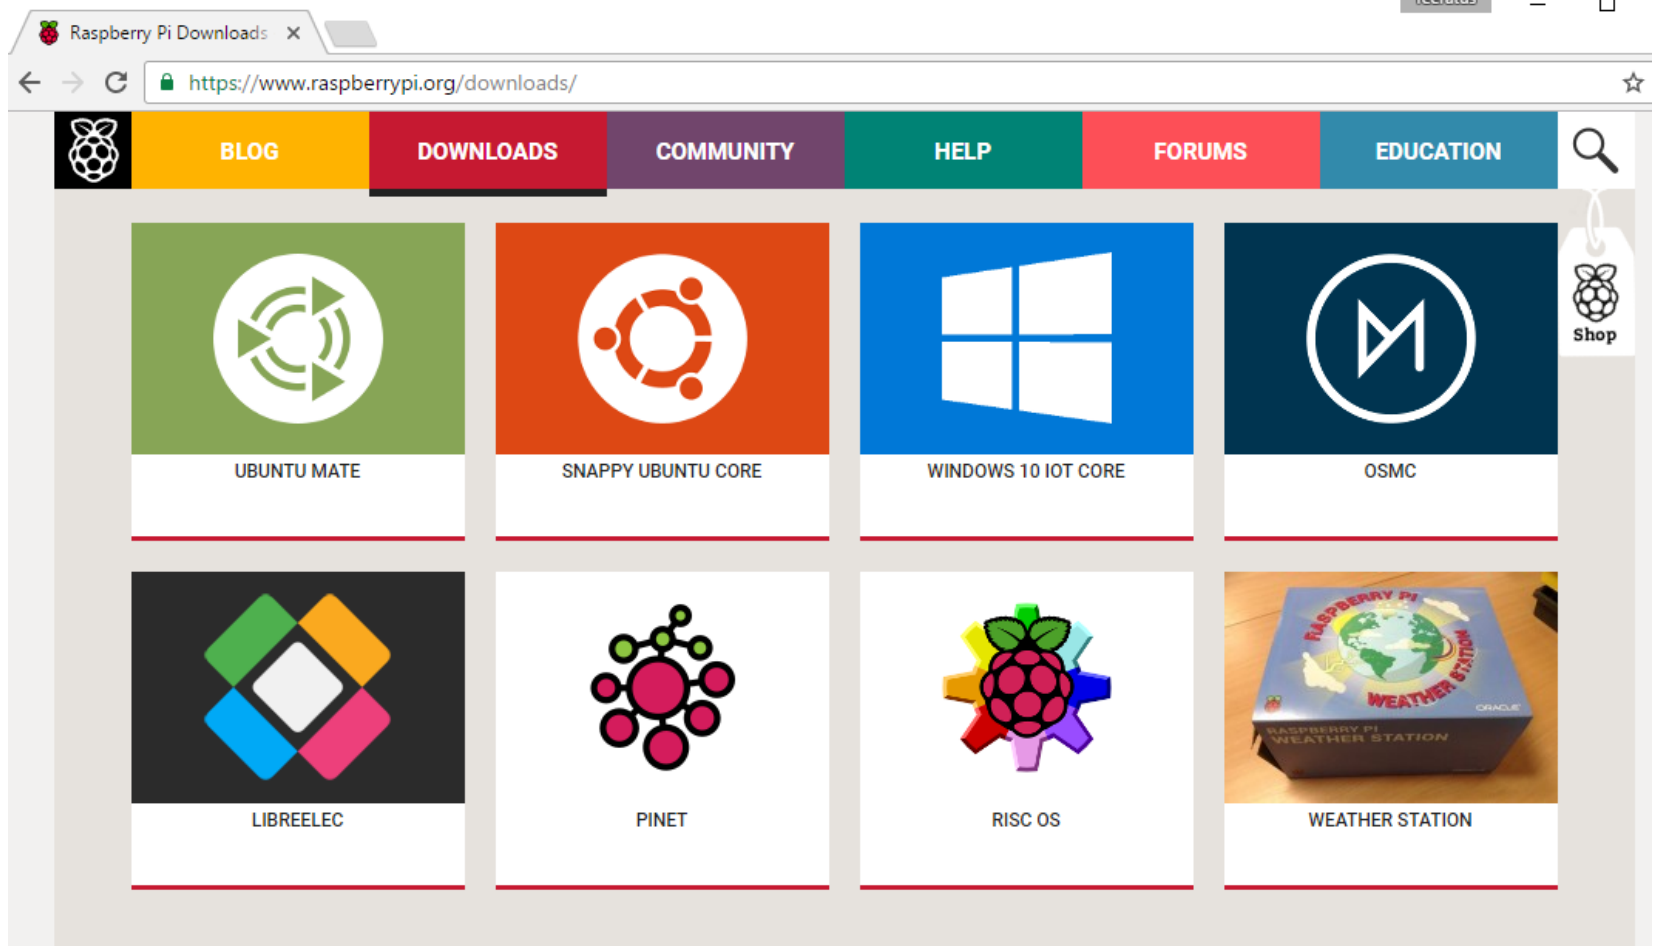 Raspberry Pi Downloads
https://www.raspberrypi.org/downloads/
BLOG DOWNLOADS COMMUNITY HELP FORUMS EDUCATION
Shop
UBUNTU MATE SNAPPY UBUNTU CORE WINDOWS 10 IOT CORE OSMC
RASPBERRY PI
WEATHER STATION
ORACLE
RASPBERRY PI
WEATHER STATION
LIBREELEC PINET RISC OS WEATHER STATION